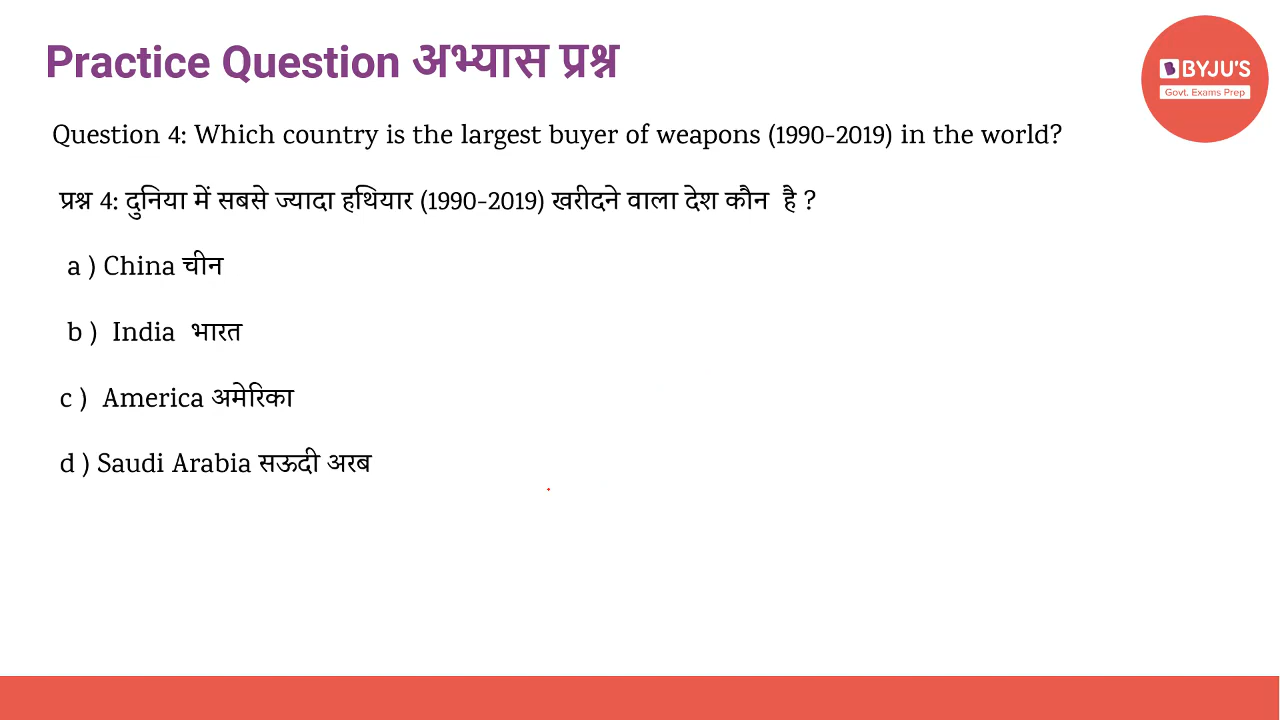 Practice Question अभ्यास प्रश्न
BYJU'S
Govt. Exams Prep
Question 4: Which country is the largest buyer of weapons (1990-2019) in the world?
प्रश्न 4: दुनिया में सबसे ज्यादा हथियार (1990-2019) खरीदने वाला देश कौन है ?
a ) China चीन
b ) India भारत
c ) America अमेरिका
d ) Saudi Arabia सऊदी अरब